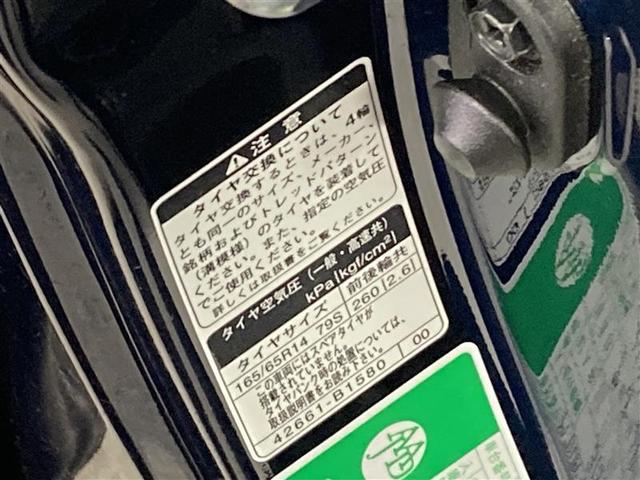 ⚠注意
タイヤ交換について
タイヤ交換するときは、4輪
とも同一のサイズ、メーカー、
銘柄およびトレッドパターン
(溝模様)のタイヤを装着して
ください。また、指定の空気圧
でご使用ください。
詳しくは取扱書をご覧ください。
タイヤ空気圧(一般・高速共)
kPa{kgf/cm²}
タイヤサイズ 前後輪共
165/65R14 79S 260{2.6}
この車両にはスペアタイヤが
搭載されていません。
タイヤパンク時の処置については、
取扱説明書をお読み下さい。
42661-B1580 00